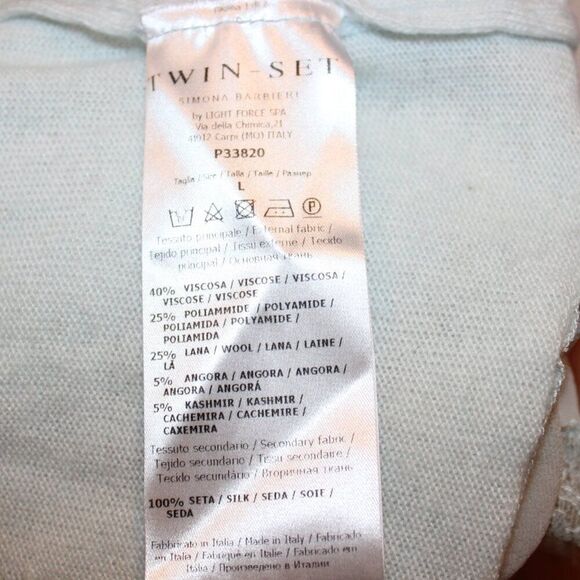 TWIN-SET
SIMONA BARBIERI
by LIGHT FORCE SPA
Via della Chimica,21
41012 Carpi (MO) ITALY
P33820
Taglia / Size / Talla / Taille / Размер
L
P
Tessuto principale / External fabric /
Tejido principal / Tissu externe / Tecido
principal / Основная ткань
40% VISCOSA / VISCOSE / VISCOSA /
VISCOSE / VISCOSE
25% POLIAMMIDE / POLYAMIDE /
POLIAMIDA / POLYAMIDE /
POLIAMIDA
25% LANA / WOOL / LANA / LAINE /
LÃ
5% ANGORA / ANGORA / ANGORA /
ANGORA / ANGORÁ
5% KASHMIR / KASHMIR /
CACHEMIRA / CACHEMIRE /
CAXEMIRA
Tessuto secondario / Secondary fabric /
Tejido secundario / Tissu secondaire /
Tecido secundário / Вторичная ткань
100% SETA / SILK / SEDA / SOIE /
SEDA
Fabbricato in Italia / Made in Italy / Fabricado
en Italia / Fabriqué en Italie / Fabricado em
Italia / Произведено в Италии